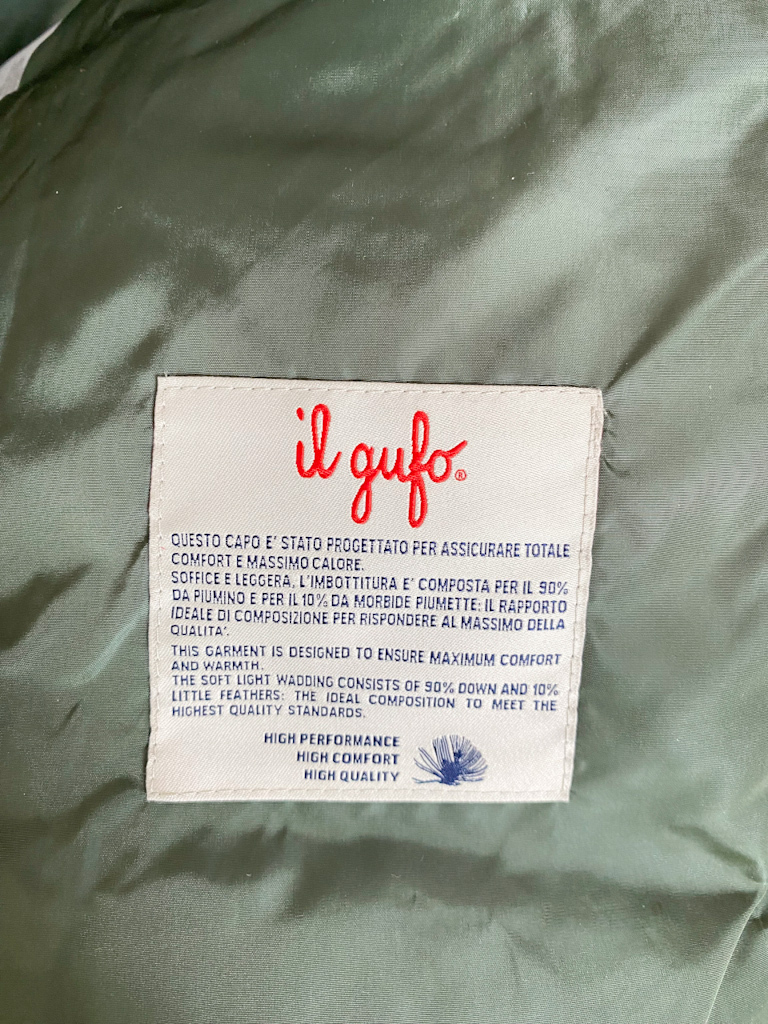 il gufo®
QUESTO CAPO E' STATO PROGETTATO PER ASSICURARE TOTALE
COMFORT E MASSIMO CALORE.
SOFFICE E LEGGERA, L'IMBOTTITURA E' COMPOSTA PER IL 90%
DA PIUMINO E PER IL 10% DA MORBIDE PIUMETTE: IL RAPPORTO
IDEALE DI COMPOSIZIONE PER RISPONDERE AL MASSIMO DELLA
QUALITA'.
THIS GARMENT IS DESIGNED TO ENSURE MAXIMUM COMFORT
AND WARMTH.
THE SOFT LIGHT WADDING CONSISTS OF 90% DOWN AND 10%
LITTLE FEATHERS: THE IDEAL COMPOSITION TO MEET THE
HIGHEST QUALITY STANDARDS.
HIGH PERFORMANCE
HIGH COMFORT
HIGH QUALITY